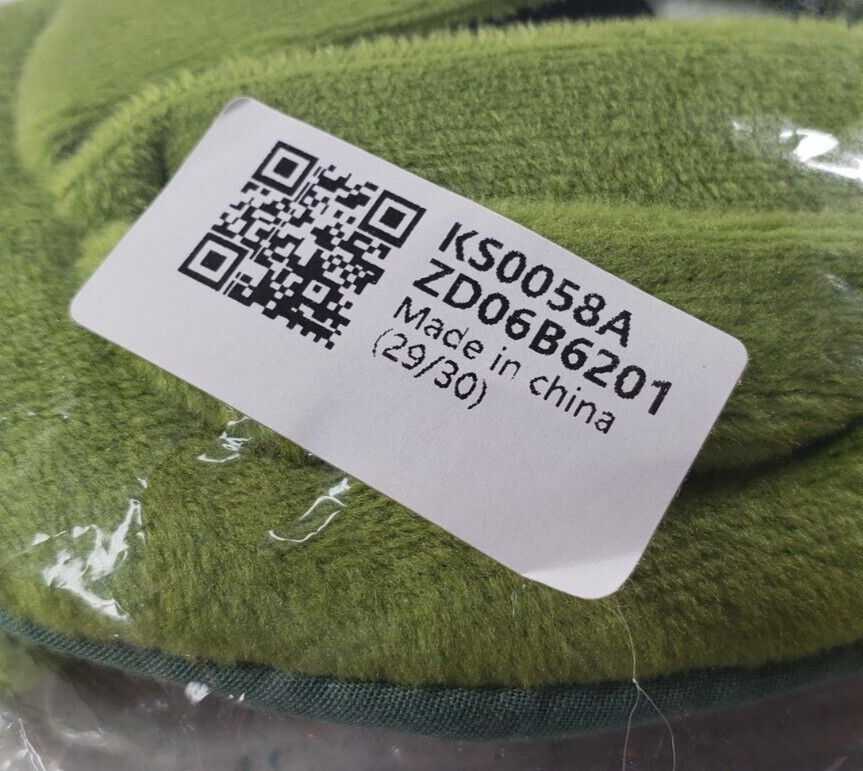 KS0058A
ZD06B6201
Made in china
(29/30)